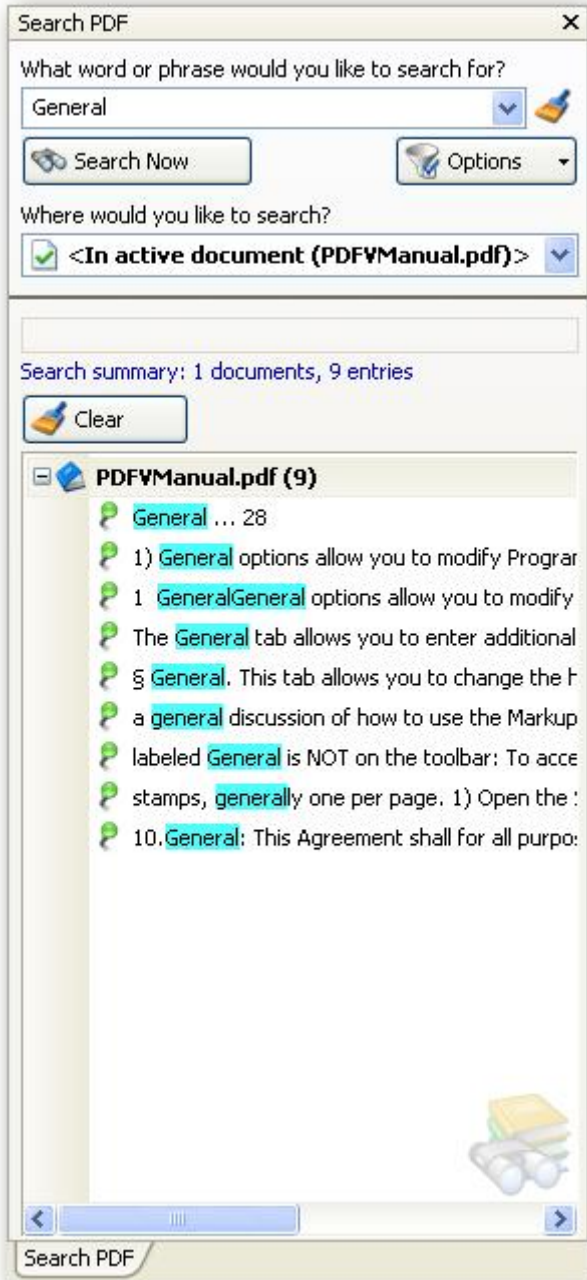 Search PDF
What word or phrase would you like to search for?
General
Search Now
Options
Where would you like to search?
<In active document (PDFVManual.pdf)>
Search summary: 1 documents, 9 entries
Clear
PDFVManual.pdf (9)
General ... 28
1) General options allow you to modify Prograr
1 GeneralGeneral options allow you to modify
The General tab allows you to enter additional
§ General. This tab allows you to change the h
a general discussion of how to use the Markup
labeled General is NOT on the toolbar: To acce
stamps, generally one per page. 1) Open the
10.General: This Agreement shall for all purpo
Search PDF